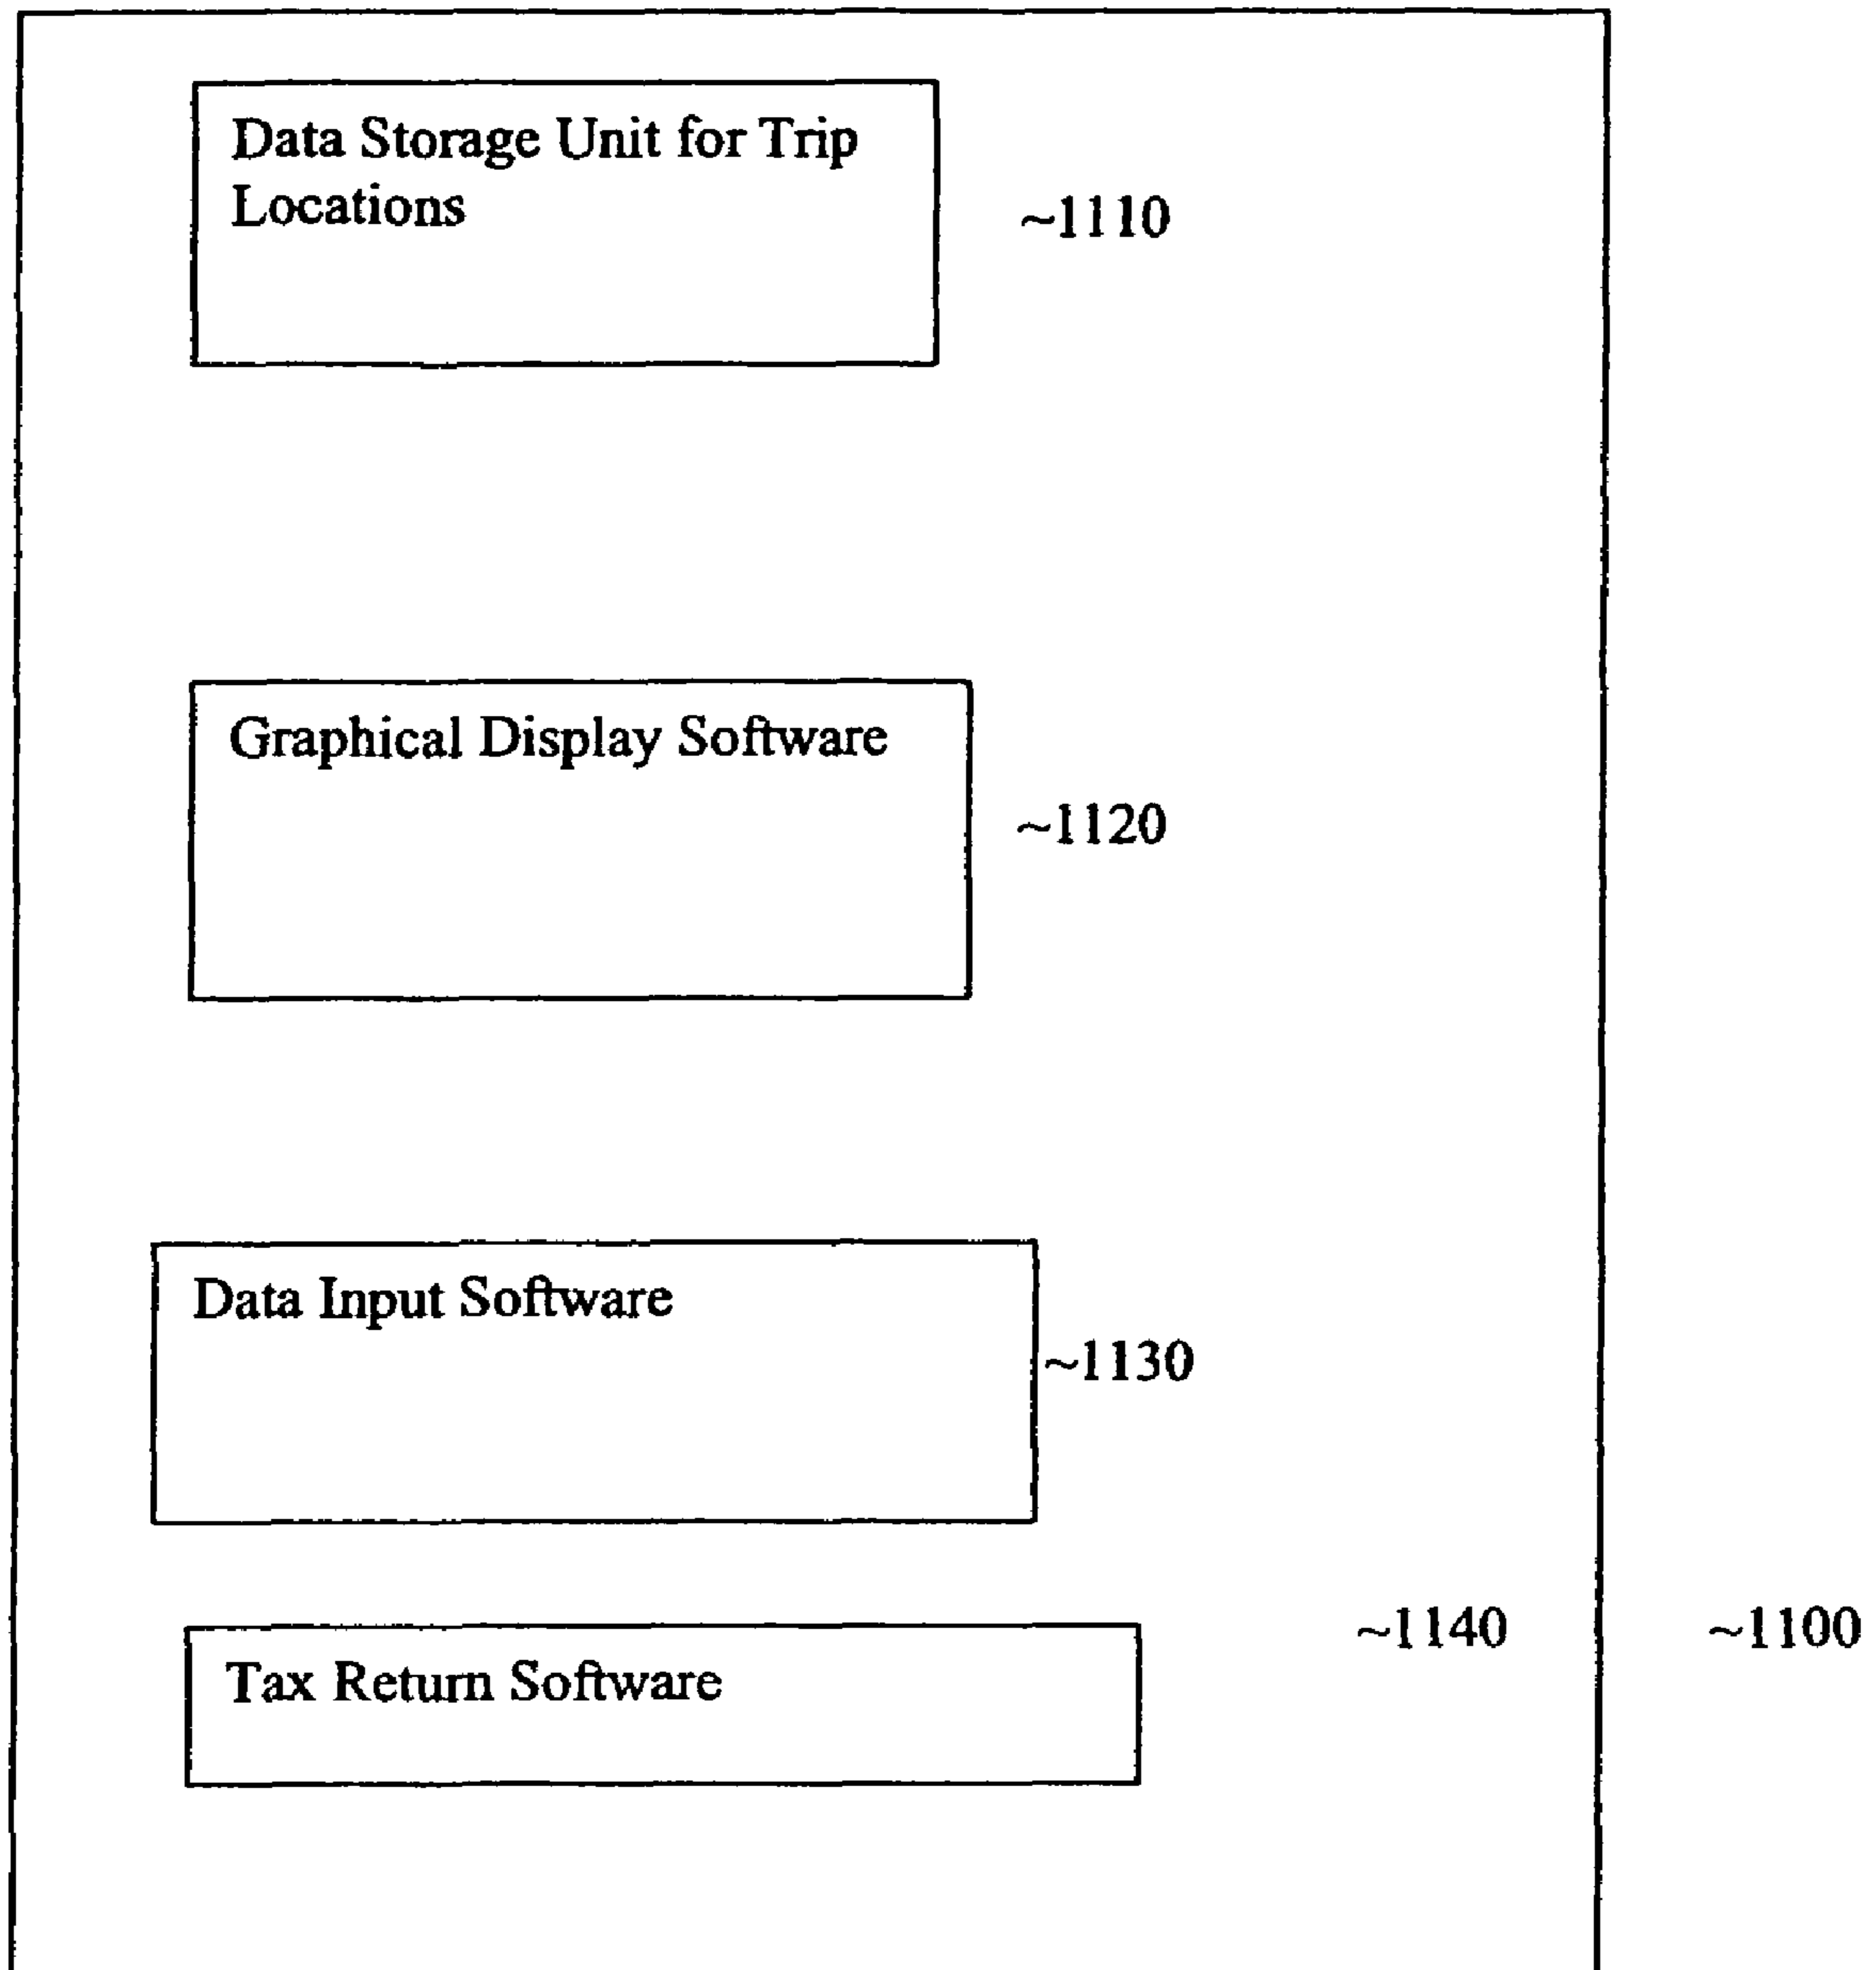 Data Storage Unit for Trip
Locations
~1110
Graphical Display Software
~1120
Data Input Software
~1130
~1140
~1100
Tax Return Software